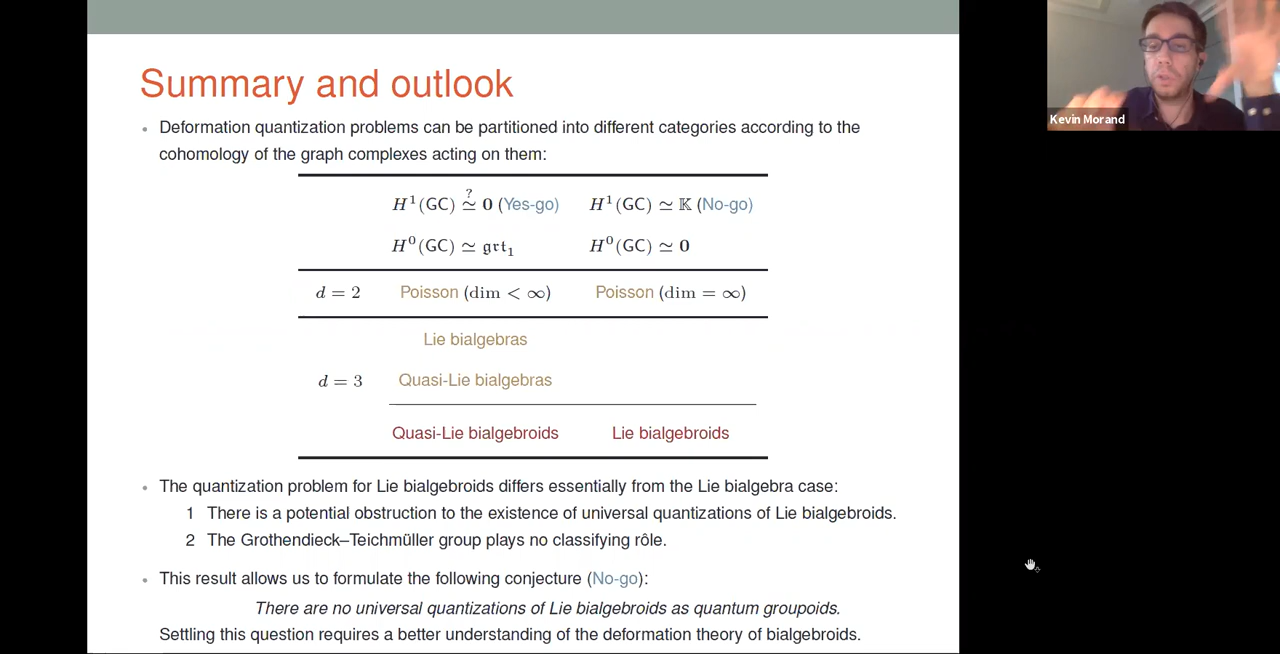 Summary and outlook
Kevin Morand
• Deformation quantization problems can be partitioned into different categories according to the
cohomology of the graph complexes acting on them:
H¹(GC) ≃? 0 (Yes-go) H¹(GC) ≃ 𝕂 (No-go)
H⁰(GC) ≃ 𝔤𝔯𝔱₁ H⁰(GC) ≃ 0
d = 2 Poisson (dim < ∞) Poisson (dim = ∞)
Lie bialgebras
d = 3 Quasi-Lie bialgebras
Quasi-Lie bialgebroids Lie bialgebroids
• The quantization problem for Lie bialgebroids differs essentially from the Lie bialgebra case:
1 There is a potential obstruction to the existence of universal quantizations of Lie bialgebroids.
2 The Grothendieck–Teichmüller group plays no classifying rôle.
• This result allows us to formulate the following conjecture (No-go):
There are no universal quantizations of Lie bialgebroids as quantum groupoids.
Settling this question requires a better understanding of the deformation theory of bialgebroids.